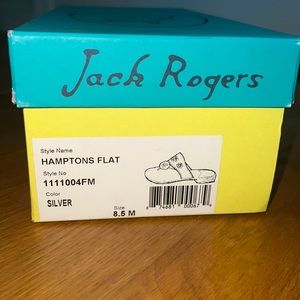 Jack Rogers
Style Name
HAMPTONS FLAT
Style No
1111004FM
Color
SILVER
Size
8.5 M